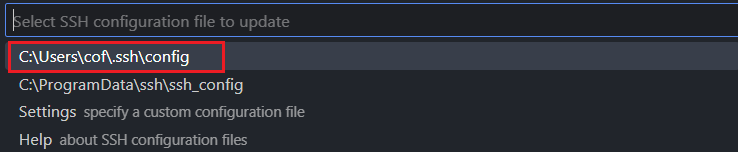 Select SSH configuration file to update
C:\Users\cof\.ssh\config
C:\ProgramData\ssh\ssh_config
Settings specify a custom configuration file
Help about SSH configuration files